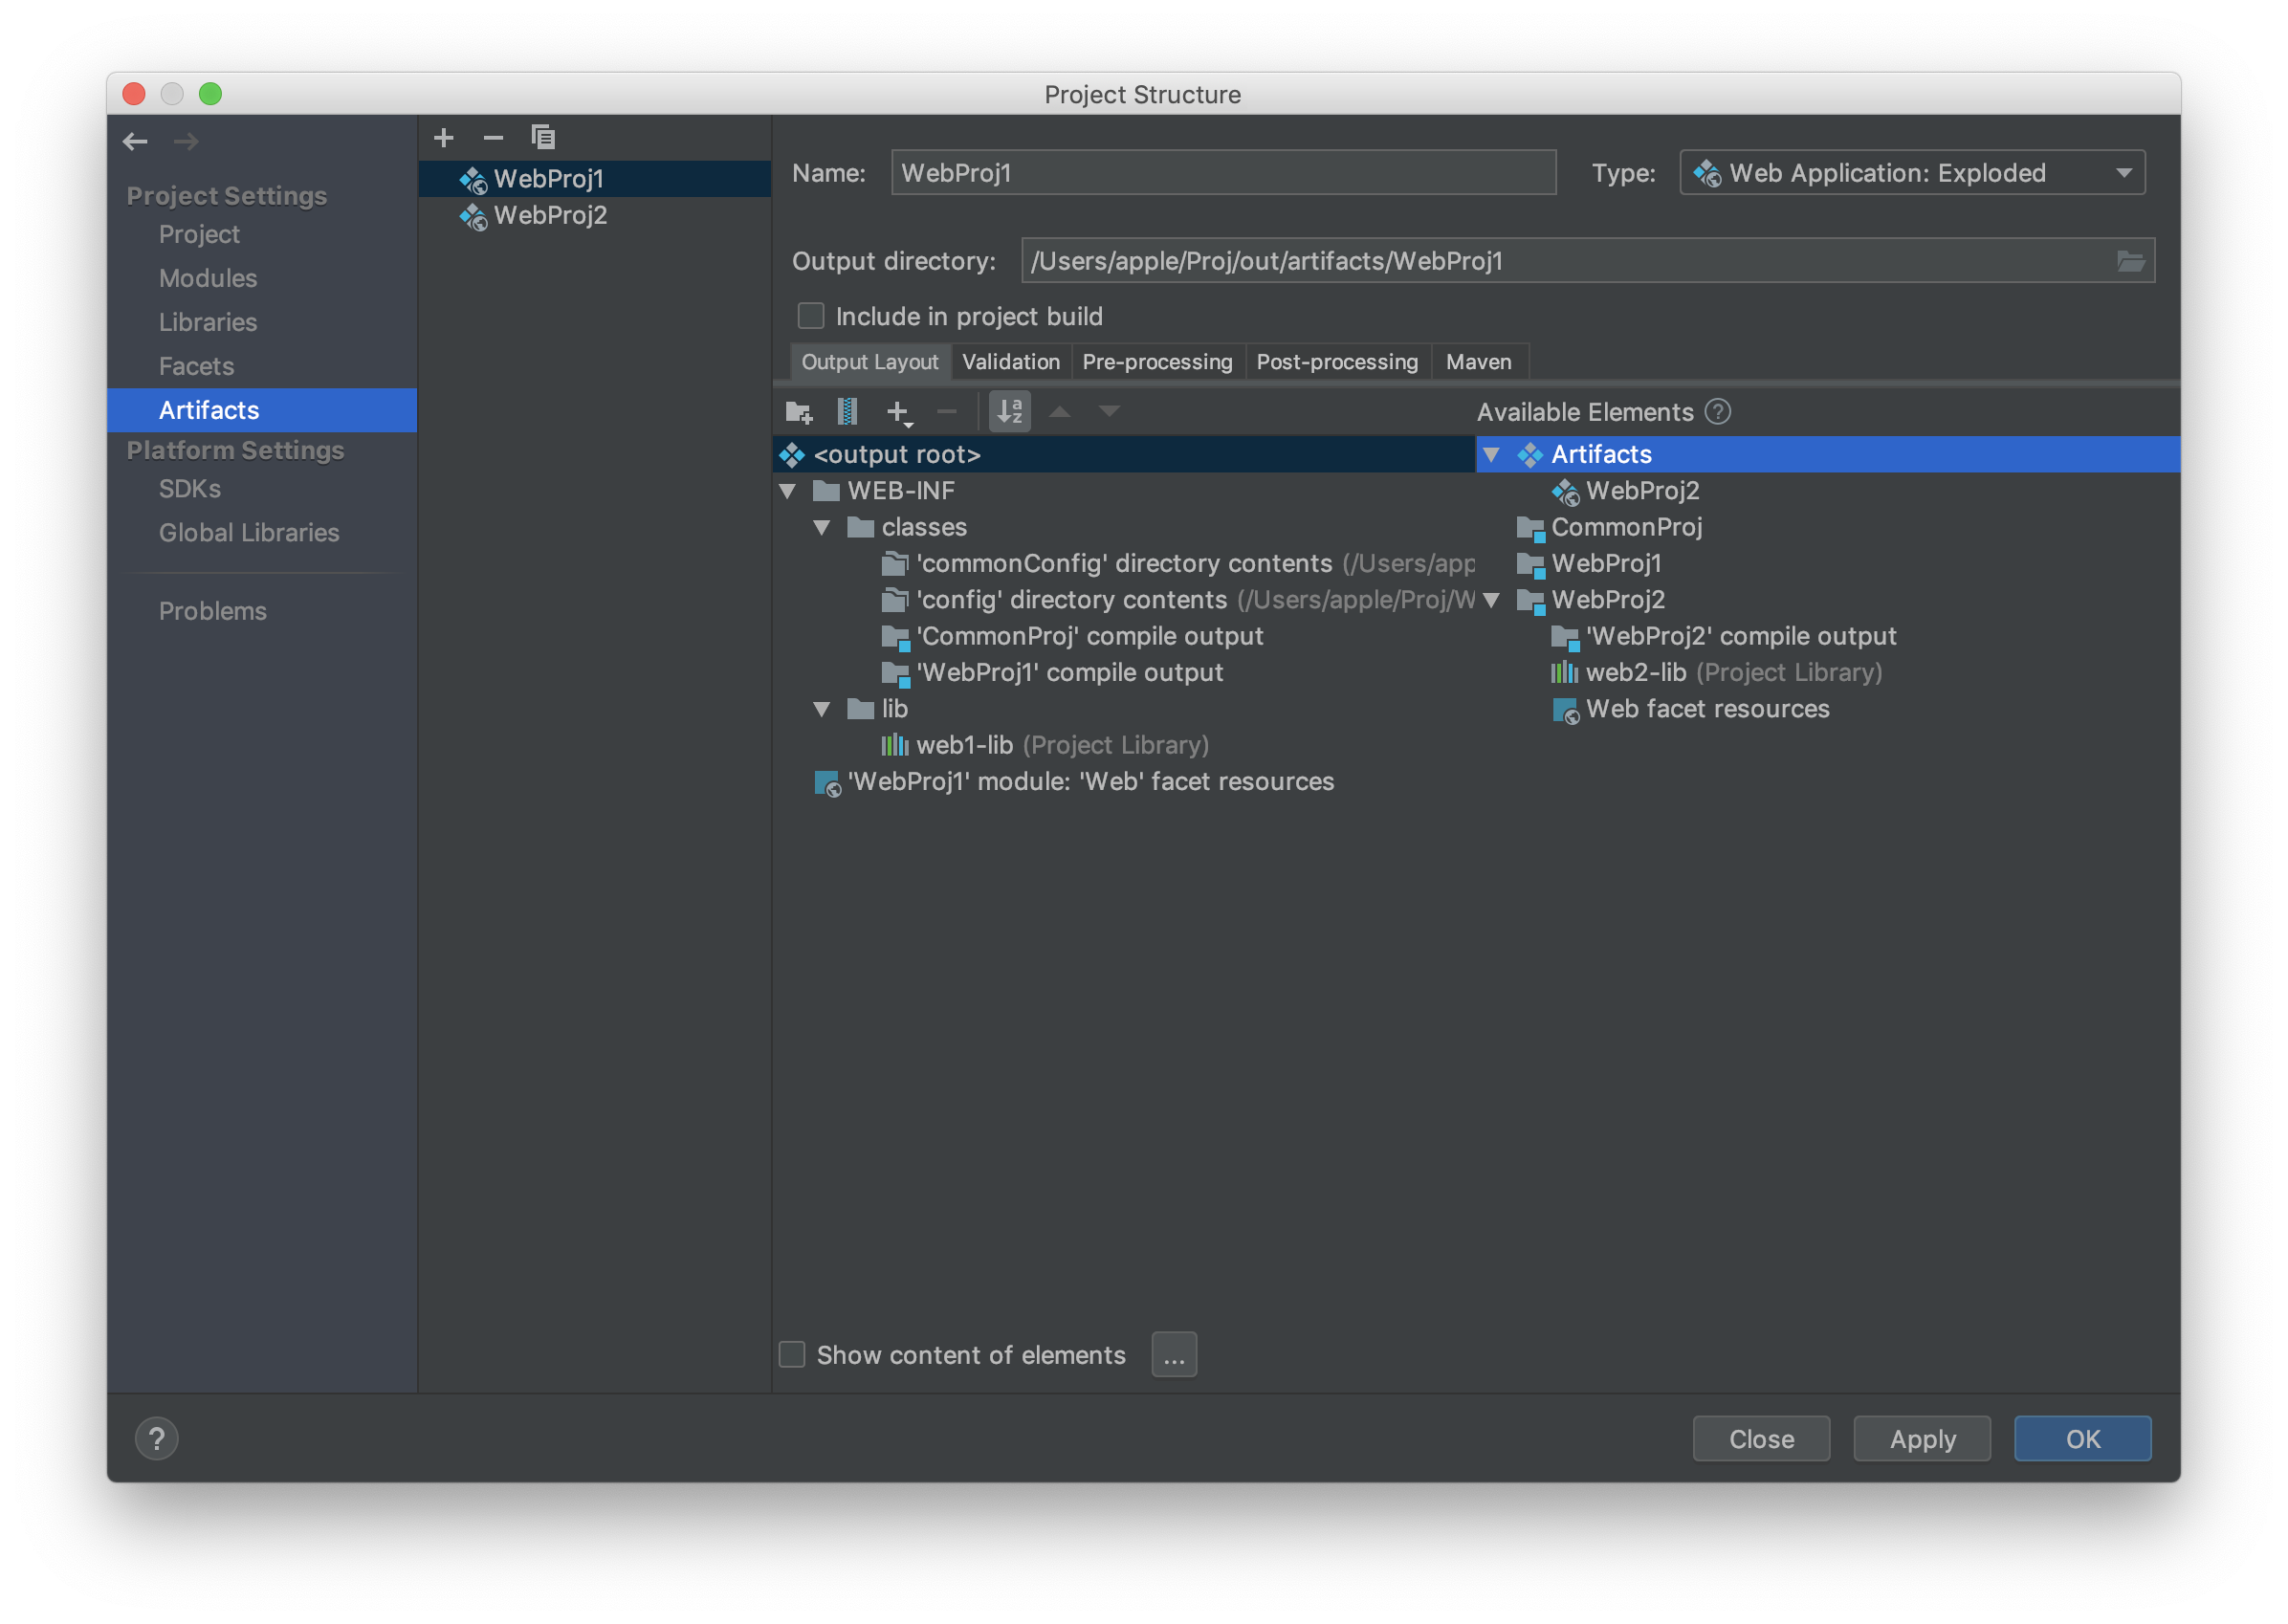 Project Structure
Project Settings
Project
Modules
Libraries
Facets
Artifacts
Platform Settings
SDKs
Global Libraries
Problems
WebProj1
WebProj2
Name: WebProj1 Type: Web Application: Exploded
Output directory: /Users/apple/Proj/out/artifacts/WebProj1
Include in project build
Output Layout Validation Pre-processing Post-processing Maven
<output root>
WEB-INF
classes
'commonConfig' directory contents (/Users/app
'config' directory contents (/Users/apple/Proj/W
'CommonProj' compile output
'WebProj1' compile output
lib
web1-lib (Project Library)
'WebProj1' module: 'Web' facet resources
Available Elements ?
Artifacts
WebProj2
CommonProj
WebProj1
WebProj2
'WebProj2' compile output
web2-lib (Project Library)
Web facet resources
Show content of elements ...
? Close Apply OK